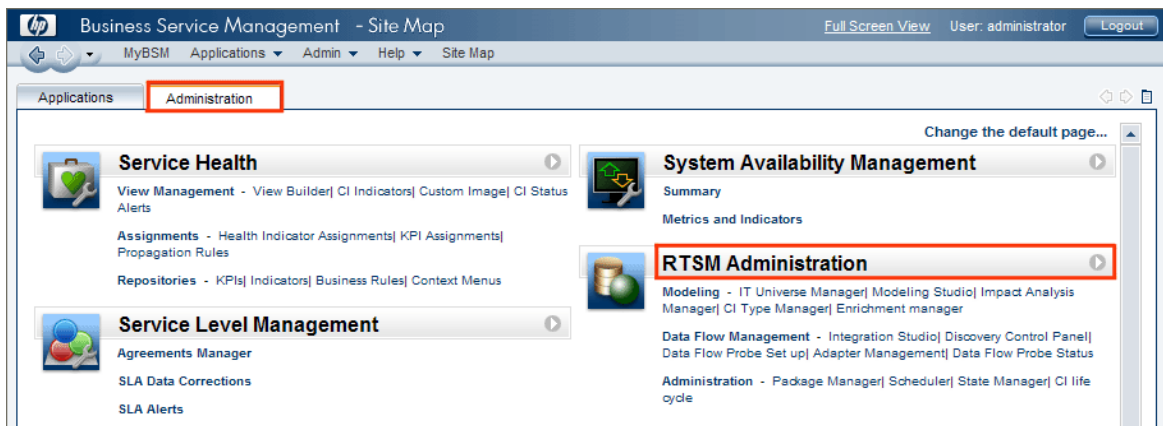 hp Business Service Management - Site Map Full Screen View User: administrator Logout
MyBSM Applications Admin Help Site Map
Applications Administration
Change the default page...
Service Health
View Management - View Builder| CI Indicators| Custom Image| CI Status
Alerts
Assignments - Health Indicator Assignments| KPI Assignments|
Propagation Rules
Repositories - KPIs| Indicators| Business Rules| Context Menus
Service Level Management
Agreements Manager
SLA Data Corrections
SLA Alerts
System Availability Management
Summary
Metrics and Indicators
RTSM Administration
Modeling - IT Universe Manager| Modeling Studio| Impact Analysis
Manager| CI Type Manager| Enrichment manager
Data Flow Management - Integration Studio| Discovery Control Panel|
Data Flow Probe Set up| Adapter Management| Data Flow Probe Status
Administration - Package Manager| Scheduler| State Manager| CI life
cycle